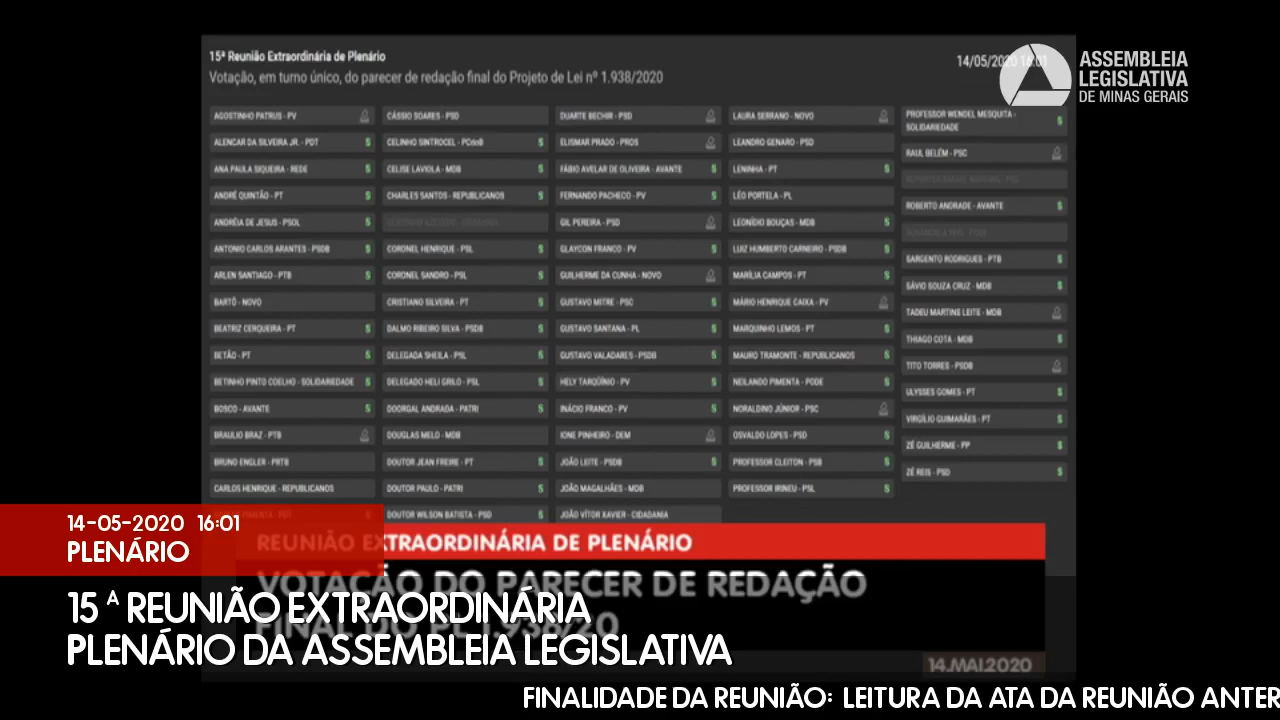 15ª Reunião Extraordinária de Plenário
14/05/2020 16:01
Votação, em turno único, do parecer de redação final do Projeto de Lei nº 1.938/2020
ASSEMBLEIA
LEGISLATIVA
DE MINAS GERAIS
AGOSTINHO PATRUS - PV
ALENCAR DA SILVEIRA JR. - PDT S
ANA PAULA SIQUEIRA - REDE S
ANDRÉ QUINTÃO - PT S
ANDRÉIA DE JESUS - PSOL S
ANTONIO CARLOS ARANTES - PSDB S
ARLEN SANTIAGO - PTB S
BARTÔ - NOVO
BEATRIZ CERQUEIRA - PT S
BETÃO - PT S
BETINHO PINTO COELHO - SOLIDARIEDADE S
BOSCO - AVANTE S
BRAULIO BRAZ - PTB
BRUNO ENGLER - PRTB
CARLOS HENRIQUE - REPUBLICANOS
CÁSSIO SOARES - PSD
CELINHO SINTROCEL - PCdoB S
CELISE LAVIOLA - MDB S
CHARLES SANTOS - REPUBLICANOS S
CORONEL HENRIQUE - PSL S
CORONEL SANDRO - PSL S
CRISTIANO SILVEIRA - PT S
DALMO RIBEIRO SILVA - PSDB S
DELEGADA SHEILA - PSL S
DELEGADO HELI GRILO - PSL S
DOORGAL ANDRADA - PATRI S
DOUGLAS MELO - MDB
DOUTOR JEAN FREIRE - PT S
DOUTOR PAULO - PATRI S
DOUTOR WILSON BATISTA - PSD S
DUARTE BECHIR - PSD
ELISMAR PRADO - PROS
FÁBIO AVELAR DE OLIVEIRA - AVANTE S
FERNANDO PACHECO - PV S
GIL PEREIRA - PSD
GLAYCON FRANCO - PV S
GUILHERME DA CUNHA - NOVO
GUSTAVO MITRE - PSC S
GUSTAVO SANTANA - PL S
GUSTAVO VALADARES - PSDB S
HELY TARQÜÍNIO - PV S
INÁCIO FRANCO - PV S
IONE PINHEIRO - DEM
JOÃO LEITE - PSDB S
JOÃO MAGALHÃES - MDB
JOÃO VÍTOR XAVIER - CIDADANIA
LAURA SERRANO - NOVO
LEANDRO GENARO - PSD
LENINHA - PT S
LÉO PORTELA - PL
LEONÍDIO BOUÇAS - MDB S
LUIZ HUMBERTO CARNEIRO - PSDB S
MARÍLIA CAMPOS - PT S
MÁRIO HENRIQUE CAIXA - PV
MARQUINHO LEMOS - PT S
MAURO TRAMONTE - REPUBLICANOS S
NEILANDO PIMENTA - PODE S
NORALDINO JÚNIOR - PSC
OSVALDO LOPES - PSD S
PROFESSOR CLEITON - PSB S
PROFESSOR IRINEU - PSL S
PROFESSOR WENDEL MESQUITA -
SOLIDARIEDADE S
RAUL BELÉM - PSC
ROBERTO ANDRADE - AVANTE S
SARGENTO RODRIGUES - PTB S
SÁVIO SOUZA CRUZ - MDB S
TADEU MARTINS LEITE - MDB
THIAGO COTA - MDB S
TITO TORRES - PSDB
ULYSSES GOMES - PT S
VIRGÍLIO GUIMARÃES - PT S
ZÉ GUILHERME - PP S
ZÉ REIS - PSD S
14-05-2020 16:01
PLENÁRIO
REUNIÃO EXTRAORDINÁRIA DE PLENÁRIO
VOTAÇÃO DO PARECER DE REDAÇÃO
FINAL DO PL 1.938/20
15 ª REUNIÃO EXTRAORDINÁRIA
PLENÁRIO DA ASSEMBLEIA LEGISLATIVA
14.MAI.2020
FINALIDADE DA REUNIÃO: LEITURA DA ATA DA REUNIÃO ANTER